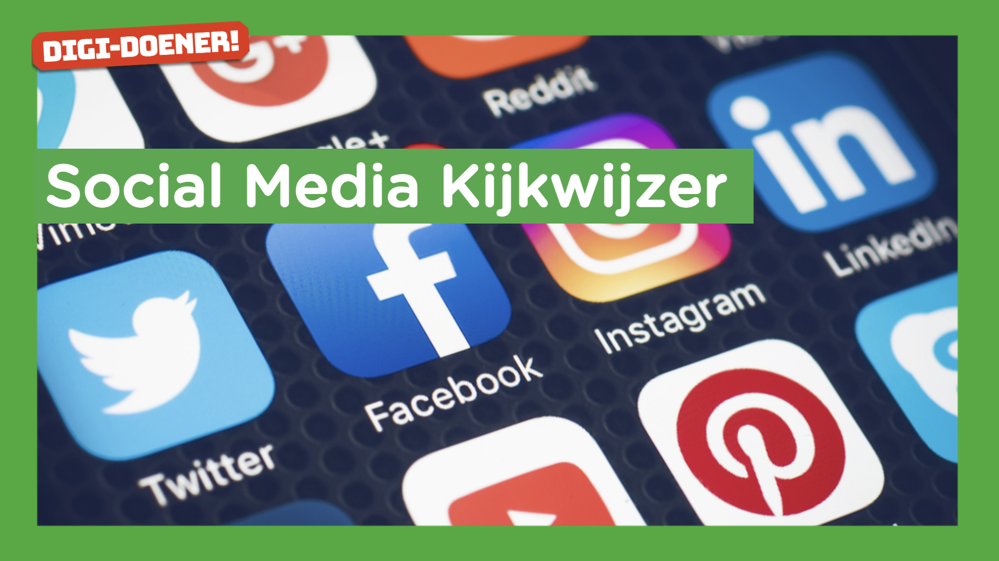 DIGI-DOENER!
Reddit
Social Media Kijkwijzer
LinkedIn
Instagram
Facebook
Twitter